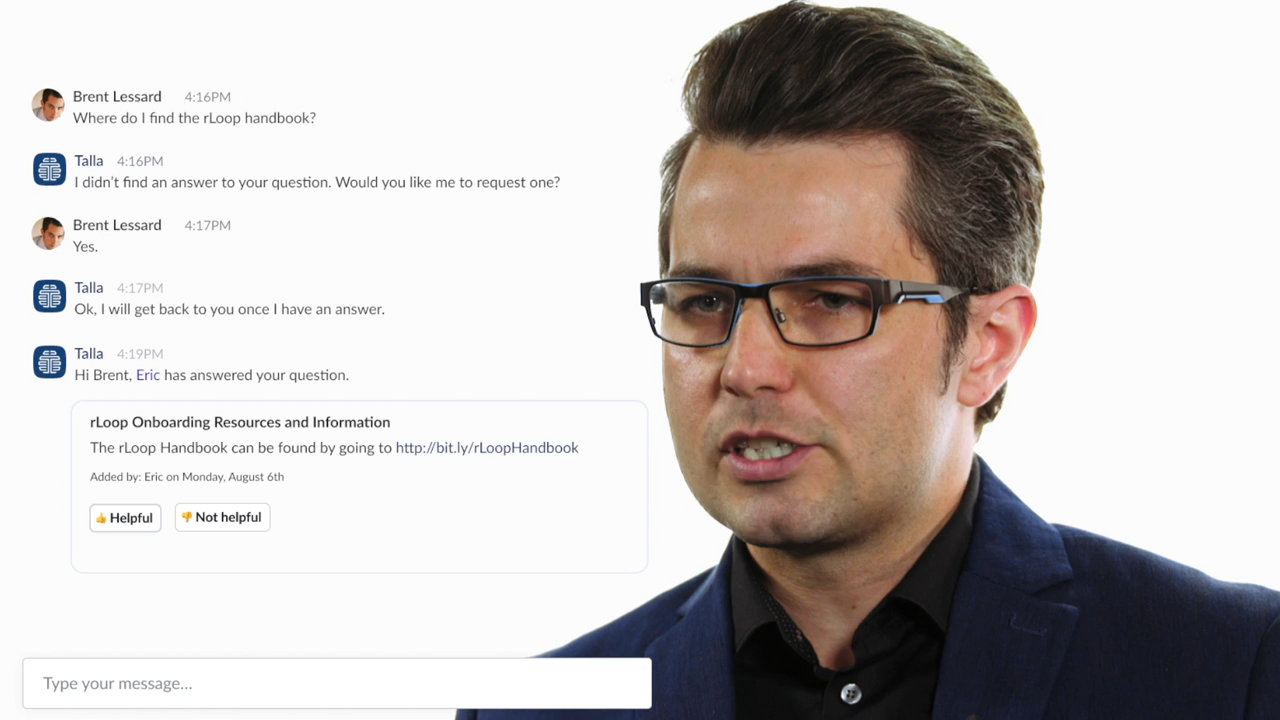 Brent Lessard 4:16PM
Where do I find the rLoop handbook?
Talla 4:16PM
I didn't find an answer to your question. Would you like me to request one?
Brent Lessard 4:17PM
Yes.
Talla 4:17PM
Ok, I will get back to you once I have an answer.
Talla 4:19PM
Hi Brent, Eric has answered your question.
rLoop Onboarding Resources and Information
The rLoop Handbook can be found by going to http://bit.ly/rLoopHandbook
Added by: Eric on Monday, August 6th
👍 Helpful 👎 Not helpful
Type your message...